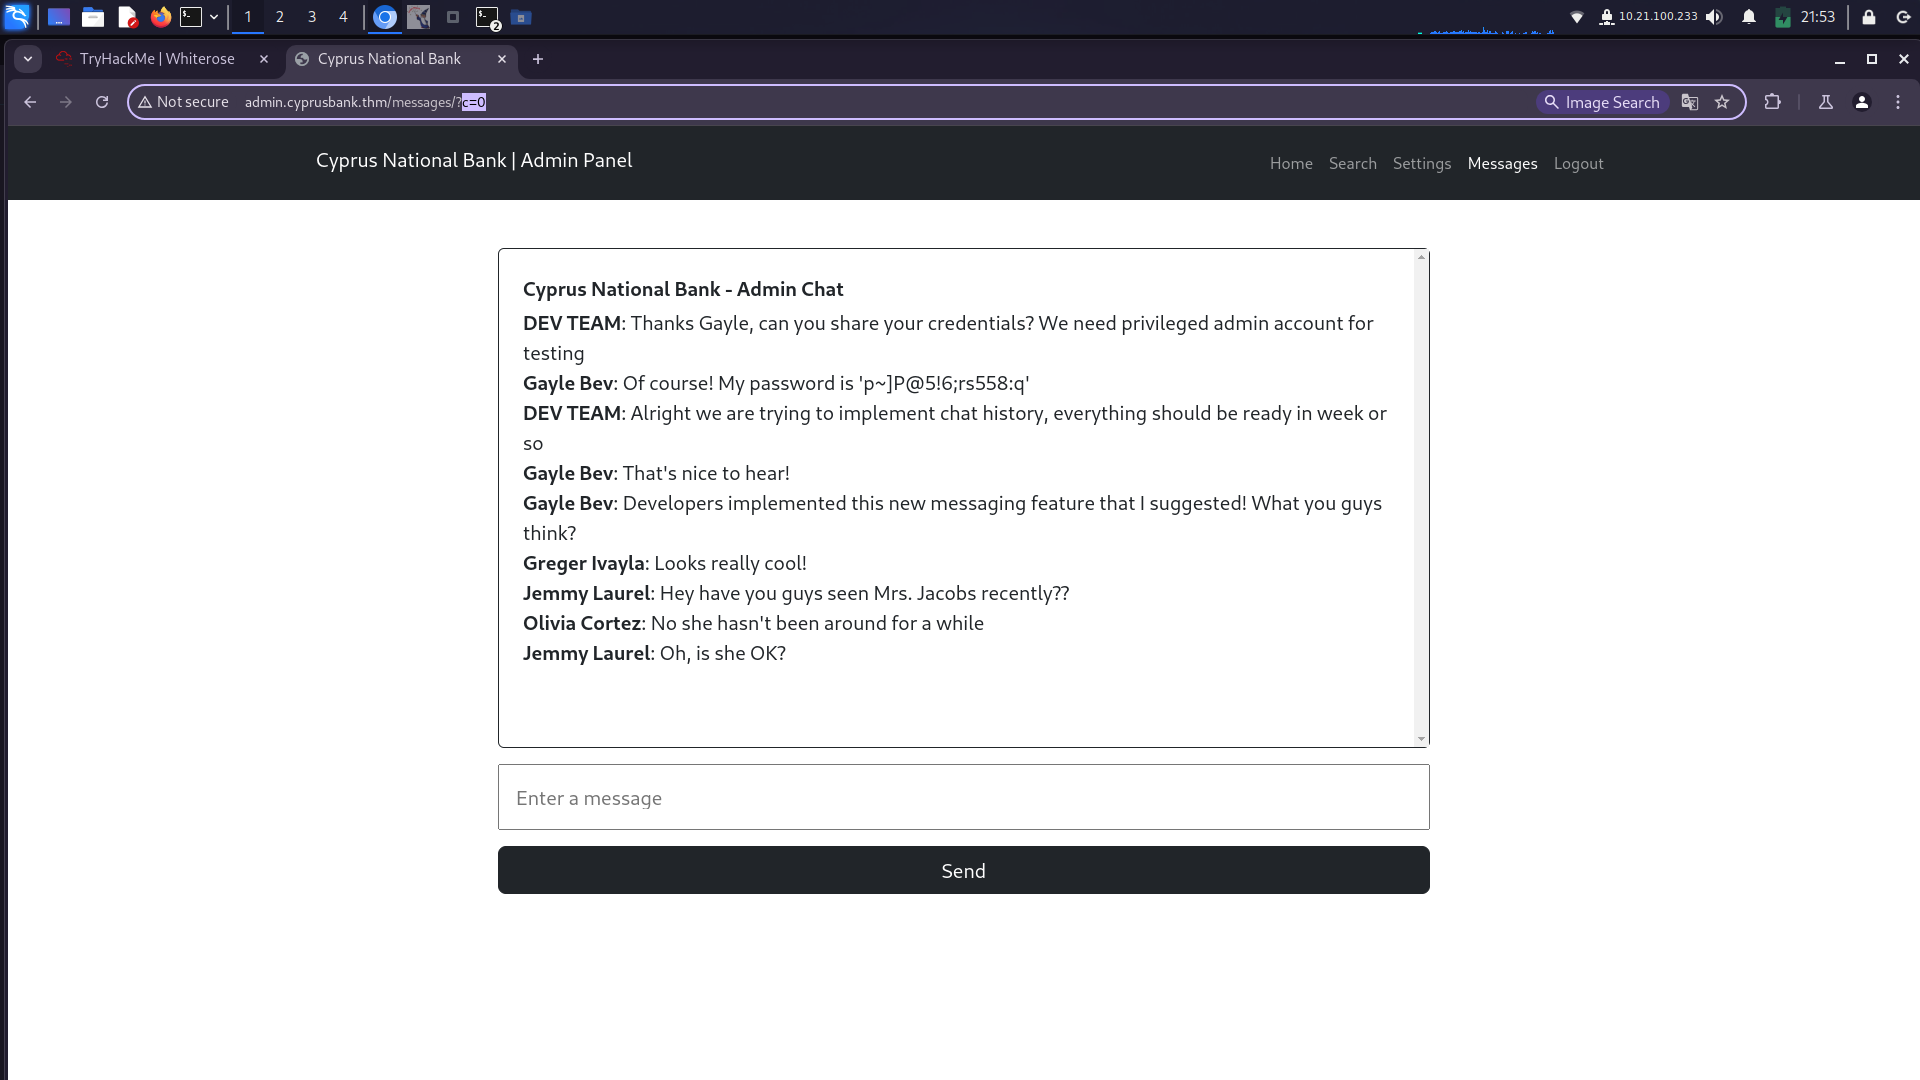 1 2 3 4 2 10.21.100.233 21:53
TryHackMe | Whiterose Cyprus National Bank
Not secure admin.cyprusbank.thm/messages/?c=0 Image Search
Cyprus National Bank | Admin Panel Home Search Settings Messages Logout
Cyprus National Bank - Admin Chat
DEV TEAM: Thanks Gayle, can you share your credentials? We need privileged admin account for
testing
Gayle Bev: Of course! My password is 'p~]P@5!6;rs558:q'
DEV TEAM: Alright we are trying to implement chat history, everything should be ready in week or
so
Gayle Bev: That's nice to hear!
Gayle Bev: Developers implemented this new messaging feature that I suggested! What you guys
think?
Greger Ivayla: Looks really cool!
Jemmy Laurel: Hey have you guys seen Mrs. Jacobs recently??
Olivia Cortez: No she hasn't been around for a while
Jemmy Laurel: Oh, is she OK?
Enter a message
Send